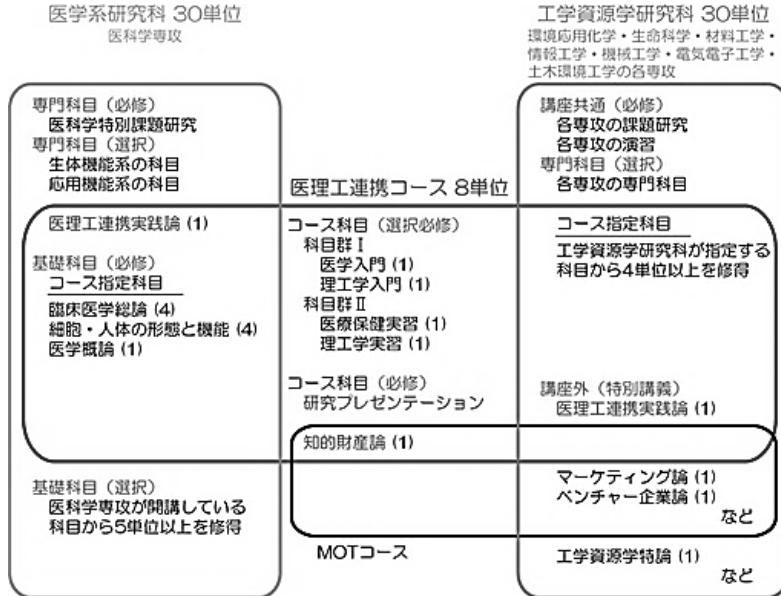 医学系研究科 30単位
医科学専攻
専門科目（必修）
医科学特別課題研究
専門科目（選択）
生体機能系の科目
応用機能系の科目
医理工連携実践論 (1)
基礎科目（必修）
コース指定科目
臨床医学総論 (4)
細胞・人体の形態と機能 (4)
医学概論 (1)
基礎科目（選択）
医科学専攻が開講している
科目から5単位以上を修得
医理工連携コース 8単位
コース科目（選択必修）
科目群Ⅰ
医学入門 (1)
理工学入門 (1)
科目群Ⅱ
医療保健実習 (1)
理工学実習 (1)
コース科目（必修）
研究プレゼンテーション
知的財産論 (1)
MOTコース
工学資源学研究科 30単位
環境応用化学・生命科学・材料工学・
情報工学・機械工学・電気電子工学・
土木環境工学の各専攻
講座共通（必修）
各専攻の課題研究
各専攻の演習
専門科目（選択）
各専攻の専門科目
コース指定科目
工学資源学研究科が指定する
科目から4単位以上を修得
講座外（特別講義）
医理工連携実践論 (1)
マーケティング論 (1)
ベンチャー企業論 (1)
など
工学資源学特論 (1)
など